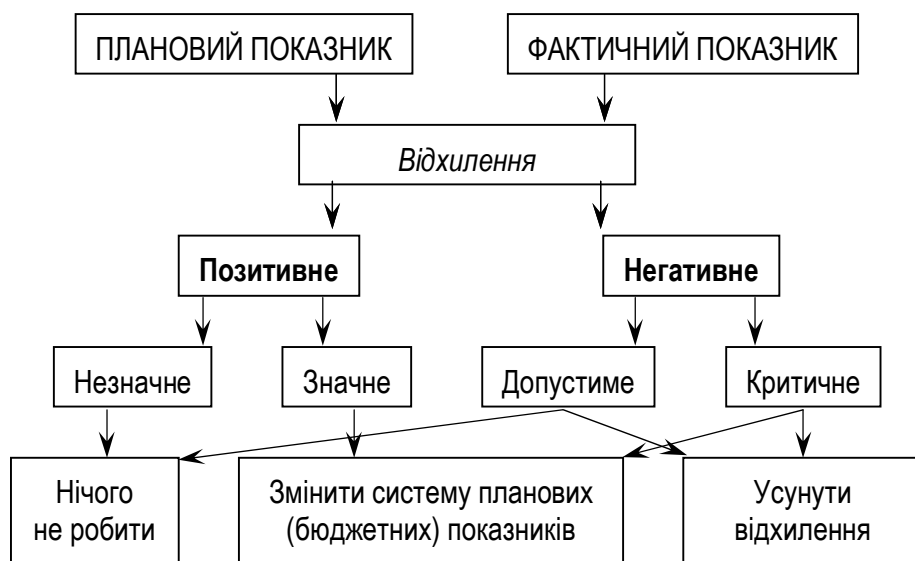 ПЛАНОВИЙ ПОКАЗНИК
ФАКТИЧНИЙ ПОКАЗНИК
Відхилення
Позитивне
Негативне
Незначне
Значне
Допустиме
Критичне
Нічого
не робити
Змінити систему планових
(бюджетних) показників
Усунути
відхилення